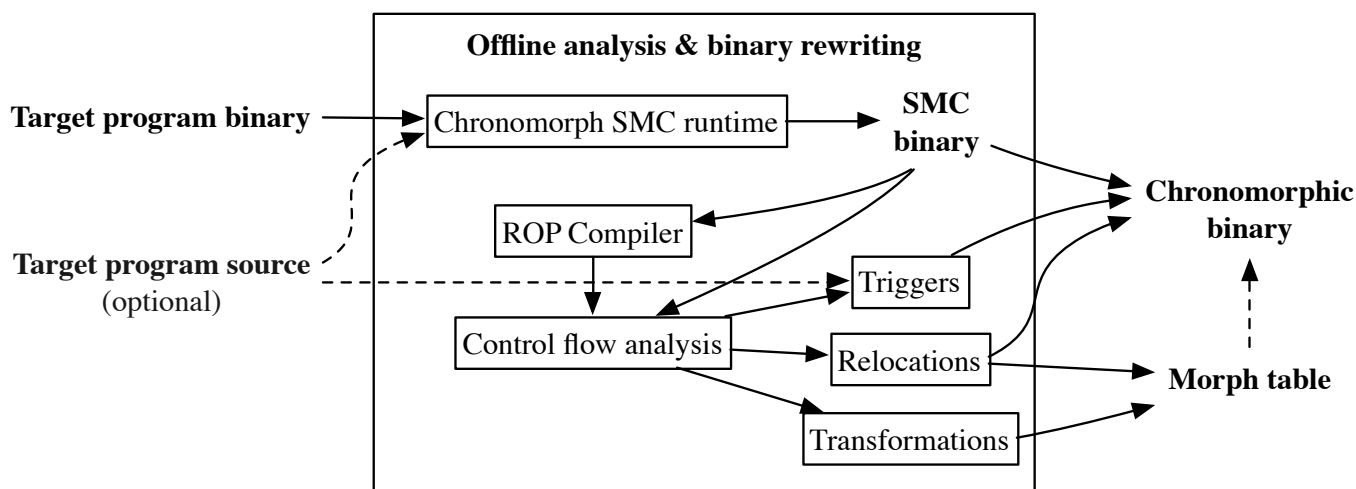 Offline analysis & binary rewriting
Target program binary
Chronomorph SMC runtime
SMC
binary
Chronomorphic
binary
ROP Compiler
Target program source
(optional)
Triggers
Control flow analysis
Relocations
Morph table
Transformations